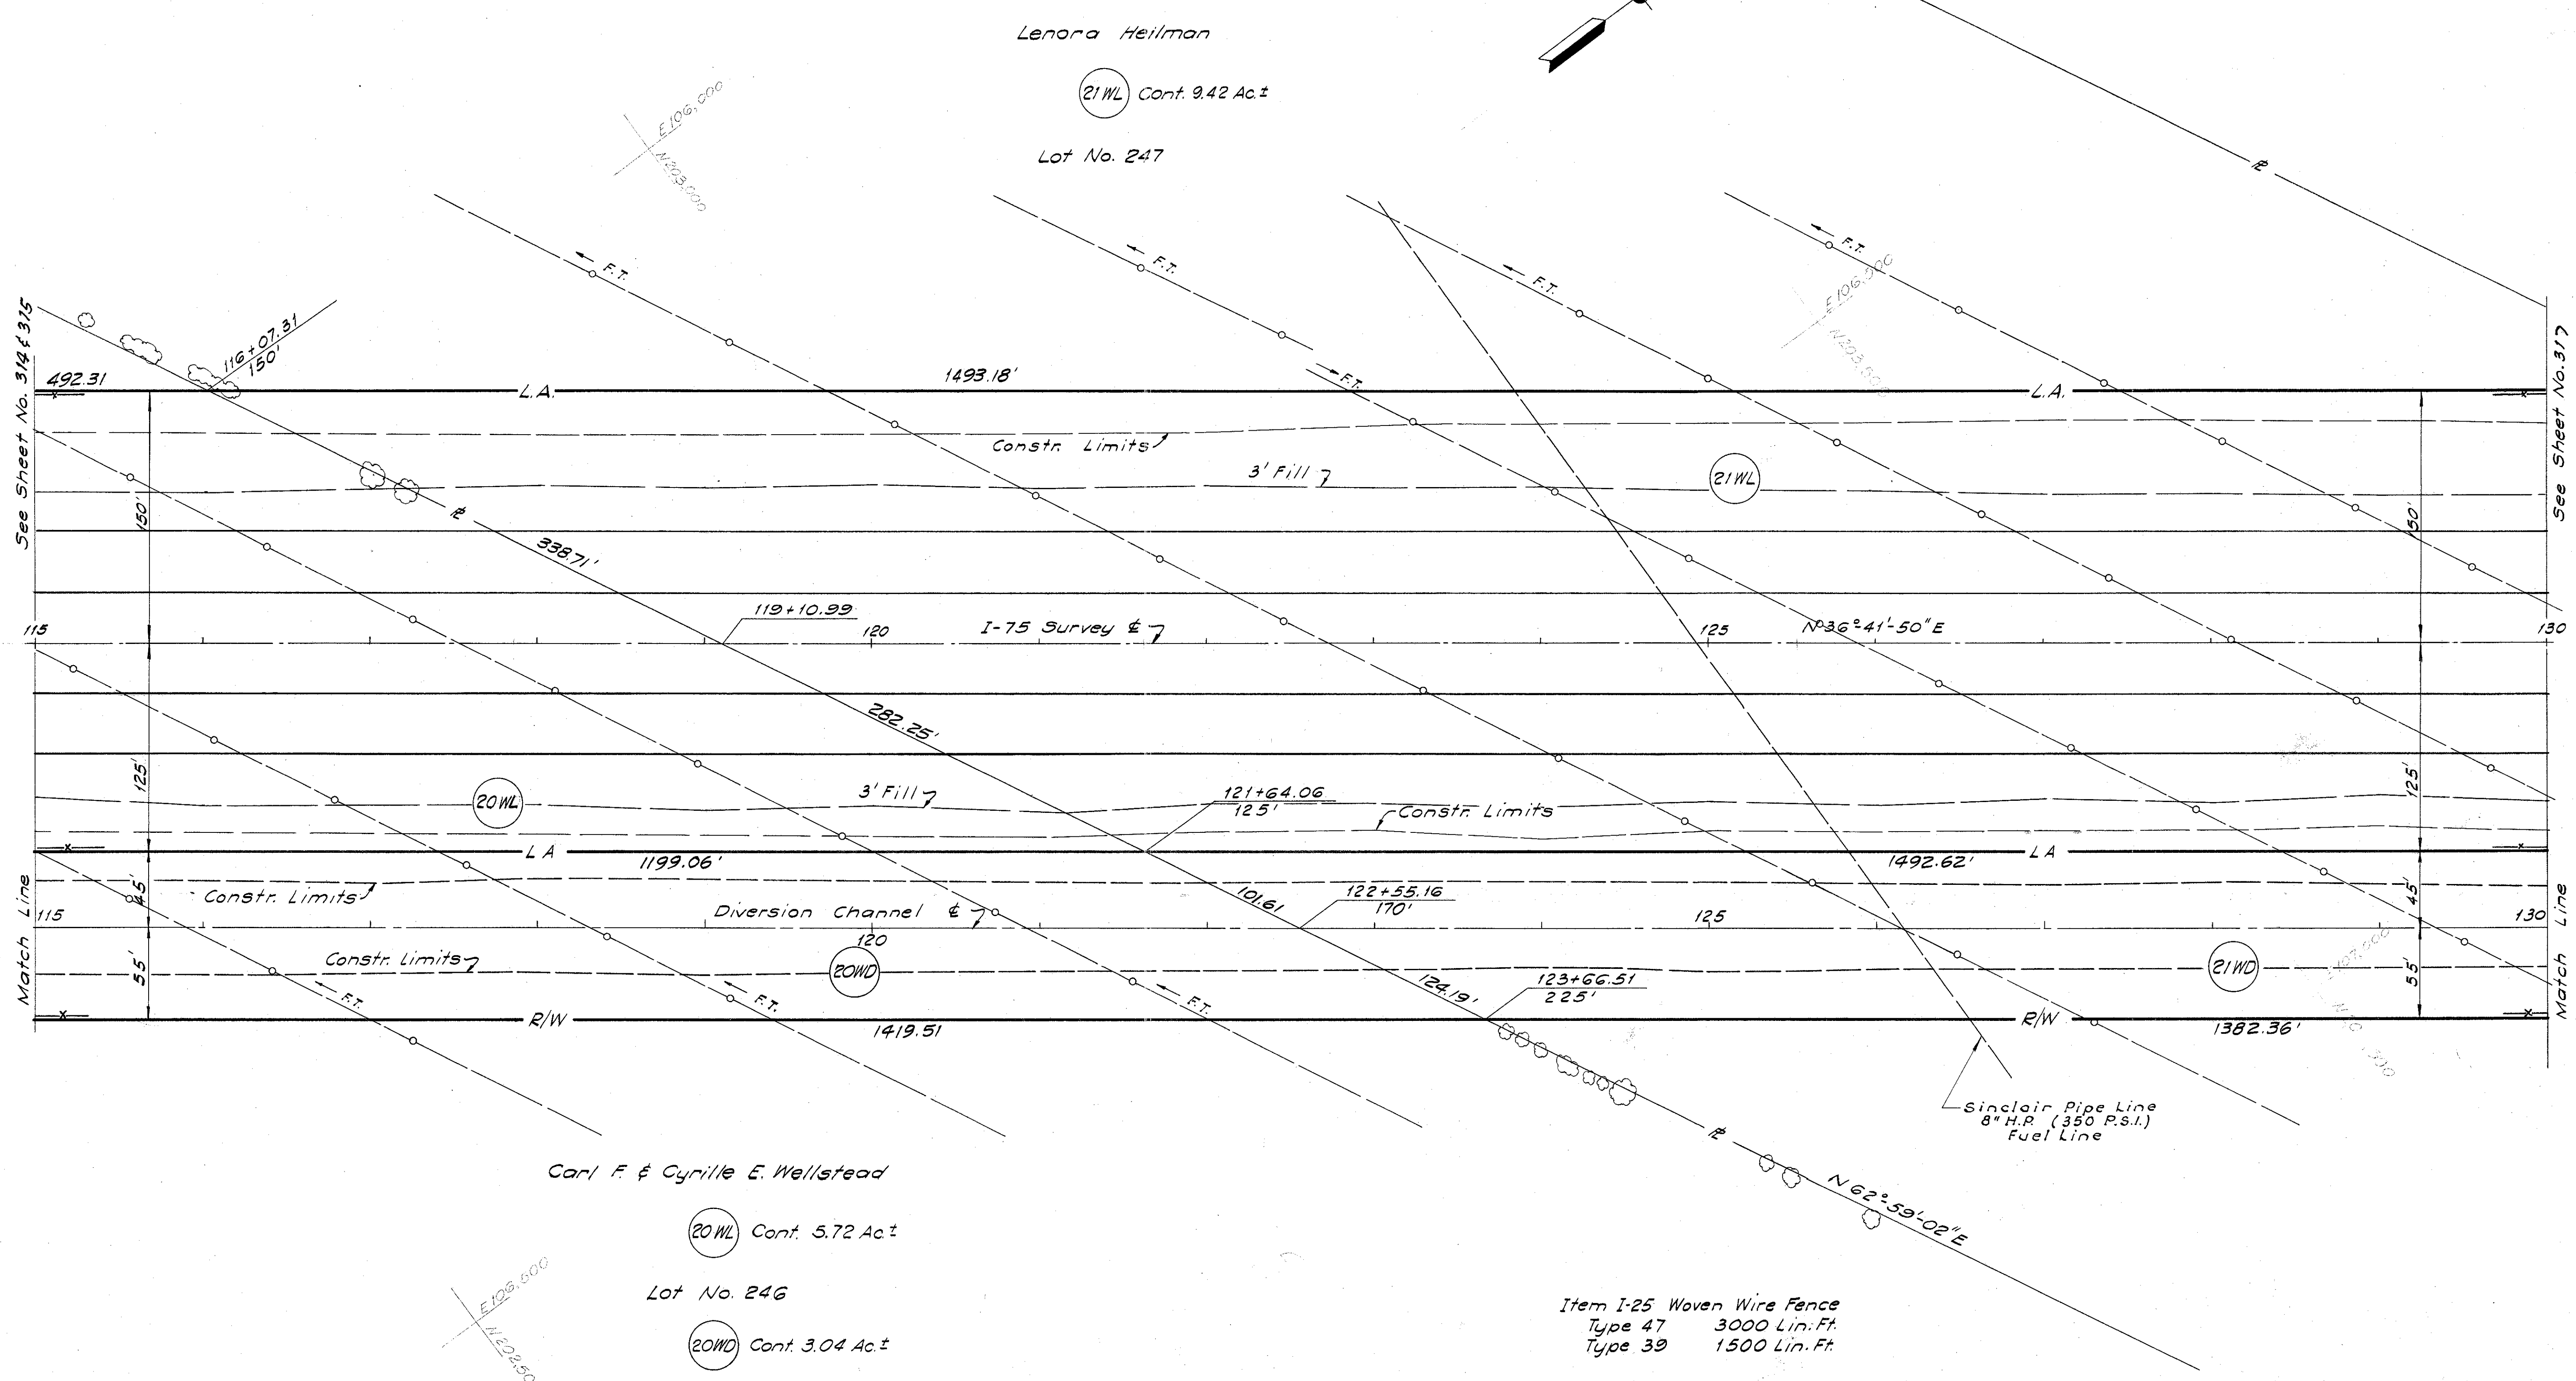 Lenora Heilman
21WL Cont. 9.42 Ac.±
Lot No. 247
E106,000
N203,000
F.T.
F.T.
F.T.
F.T.
E106,500
N203,500
See Sheet No. 314 & 315
See Sheet No. 317
116+07.31
150'
492.31
L.A.
1493.18'
L.A.
Constr. Limits
F.T.
3' Fill
21WL
150'
150'
P̵L
P̵L
338.71'
119+10.99
115
120
I-75 Survey ℄
125
N 36°-41'-50" E
130
282.25'
125'
125'
20WL
3' Fill
121+64.06
125'
Constr. Limits
L A
1199.06'
1492.62'
L A
Match Line
Match Line
45'
45'
Constr. Limits
101.61
122+55.16
170'
115
Diversion Channel ℄
120
125
130
Constr. Limits
20WD
21WD
55'
55'
F.T.
F.T.
F.T.
124.19'
123+66.51
225'
E107,000
R/W
1419.51
R/W
1382.36'
Sinclair Pipe Line
8" H.P. (350 P.S.I.)
Fuel Line
P̵L
N 62°-59'-02" E
Carl F. & Cyrille E. Wellstead
20WL Cont. 5.72 Ac.±
Lot No. 246
20WD Cont. 3.04 Ac.±
N202,50
Item I-25 Woven Wire Fence
Type 47 3000 Lin. Ft.
Type 39 1500 Lin. Ft.